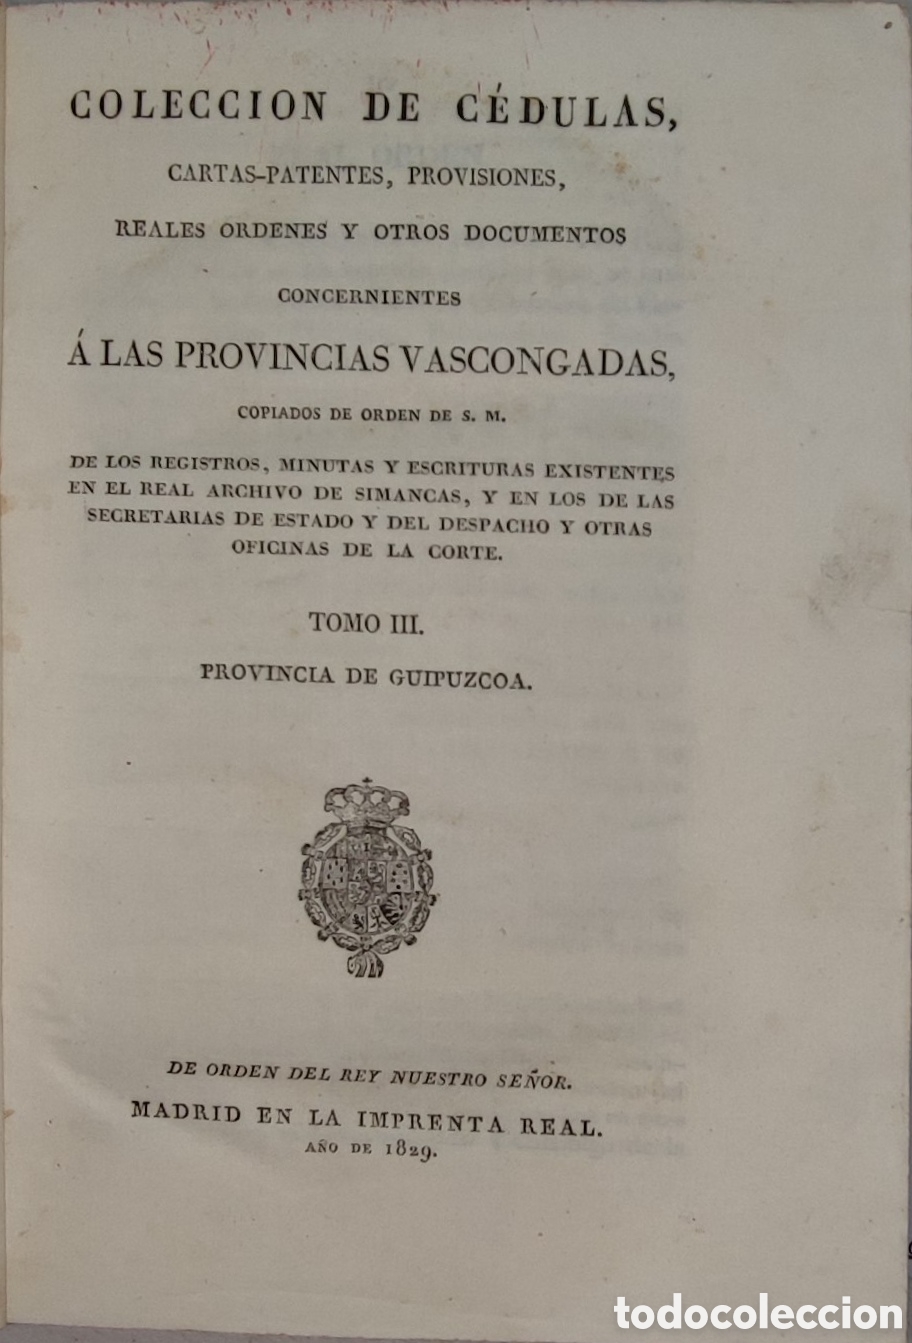 COLECCION DE CÉDULAS,
CARTAS-PATENTES, PROVISIONES,
REALES ORDENES Y OTROS DOCUMENTOS
CONCERNIENTES
Á LAS PROVINCIAS VASCONGADAS,
COPIADOS DE ORDEN DE S. M.
DE LOS REGISTROS, MINUTAS Y ESCRITURAS EXISTENTES
EN EL REAL ARCHIVO DE SIMANCAS, Y EN LOS DE LAS
SECRETARIAS DE ESTADO Y DEL DESPACHO Y OTRAS
OFICINAS DE LA CORTE.
TOMO III.
PROVINCIA DE GUIPUZCOA.
DE ORDEN DEL REY NUESTRO SEÑOR.
MADRID EN LA IMPRENTA REAL.
AÑO DE 1829.
todocoleccion